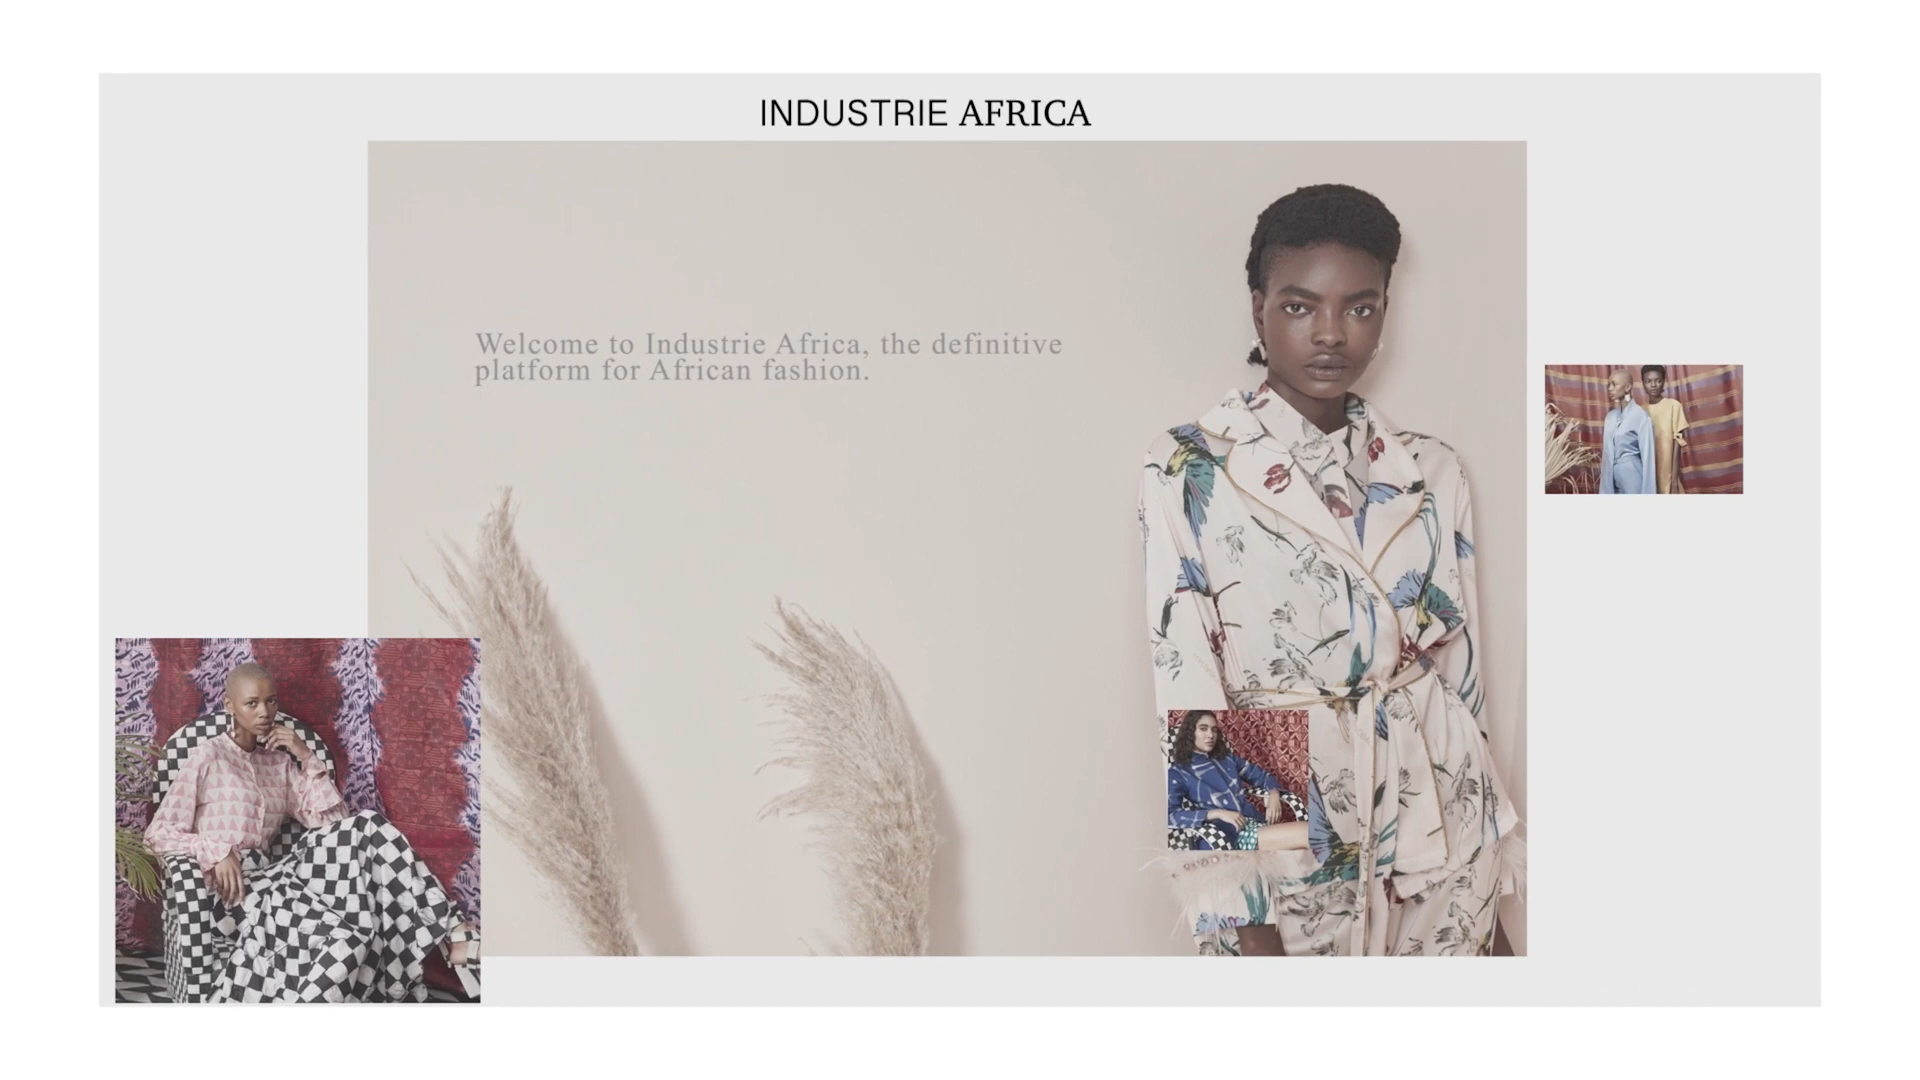 INDUSTRIE AFRICA
Welcome to Industrie Africa, the definitive
platform for African fashion.